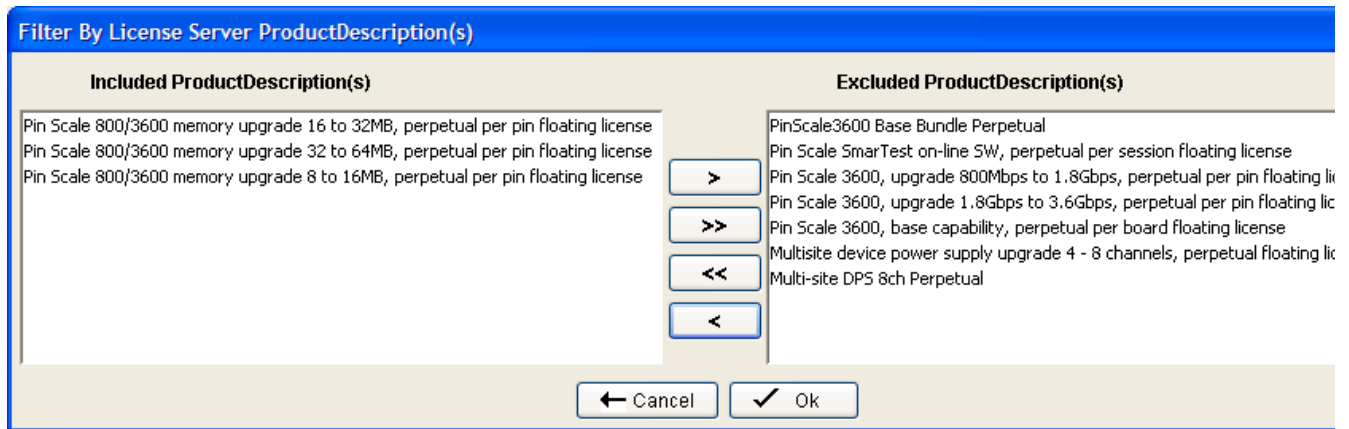 Filter By License Server ProductDescription(s)
Included ProductDescription(s)
Excluded ProductDescription(s)
Pin Scale 800/3600 memory upgrade 16 to 32MB, perpetual per pin floating license
Pin Scale 800/3600 memory upgrade 32 to 64MB, perpetual per pin floating license
Pin Scale 800/3600 memory upgrade 8 to 16MB, perpetual per pin floating license
>
>>
<<
<
PinScale3600 Base Bundle Perpetual
Pin Scale SmarTest on-line SW, perpetual per session floating license
Pin Scale 3600, upgrade 800Mbps to 1.8Gbps, perpetual per pin floating
Pin Scale 3600, upgrade 1.8Gbps to 3.6Gbps, perpetual per pin floating lic
Pin Scale 3600, base capability, perpetual per board floating license
Multisite device power supply upgrade 4 - 8 channels, perpetual floating
Multi-site DPS 8ch Perpetual
Cancel
Ok